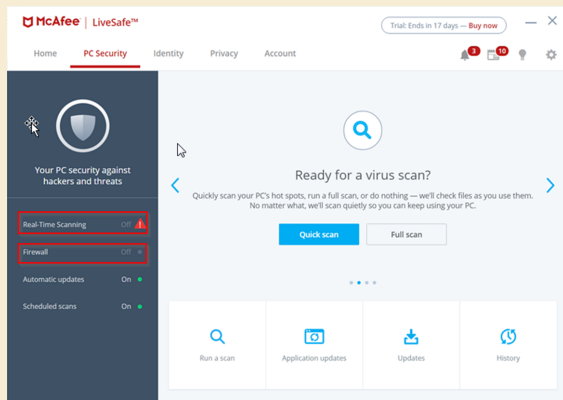 McAfee | LiveSafe™
Trial: Ends in 17 days — Buy now
Home
PC Security
Identity
Privacy
Account
3
10
Your PC security against
hackers and threats
Real-Time Scanning Off
Firewall Off
Automatic updates On
Scheduled scans On
Ready for a virus scan?
Quickly scan your PC's hot spots, run a full scan, or do nothing — we'll check files as you use them.
No matter what, we'll scan quietly so you can keep using your PC.
Quick scan
Full scan
Run a scan
Application updates
Updates
History